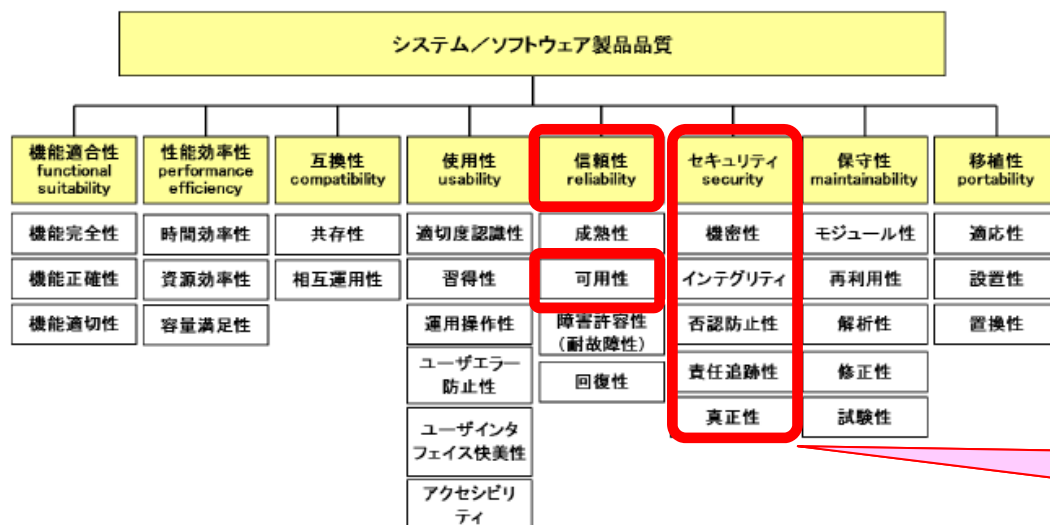 システム／ソフトウェア製品品質
機能適合性
functional
suitability
性能効率性
performance
efficiency
互換性
compatibility
使用性
usability
信頼性
reliability
セキュリティ
security
保守性
maintainability
移植性
portability
機能完全性
機能正確性
機能適切性
時間効率性
資源効率性
容量満足性
共存性
相互運用性
適切度認識性
習得性
運用操作性
ユーザエラー
防止性
ユーザインタ
フェイス快美性
アクセシビリ
ティ
成熟性
可用性
障害許容性
(耐故障性)
回復性
機密性
インテグリティ
否認防止性
責任追跡性
真正性
モジュール性
再利用性
解析性
修正性
試験性
適応性
設置性
置換性